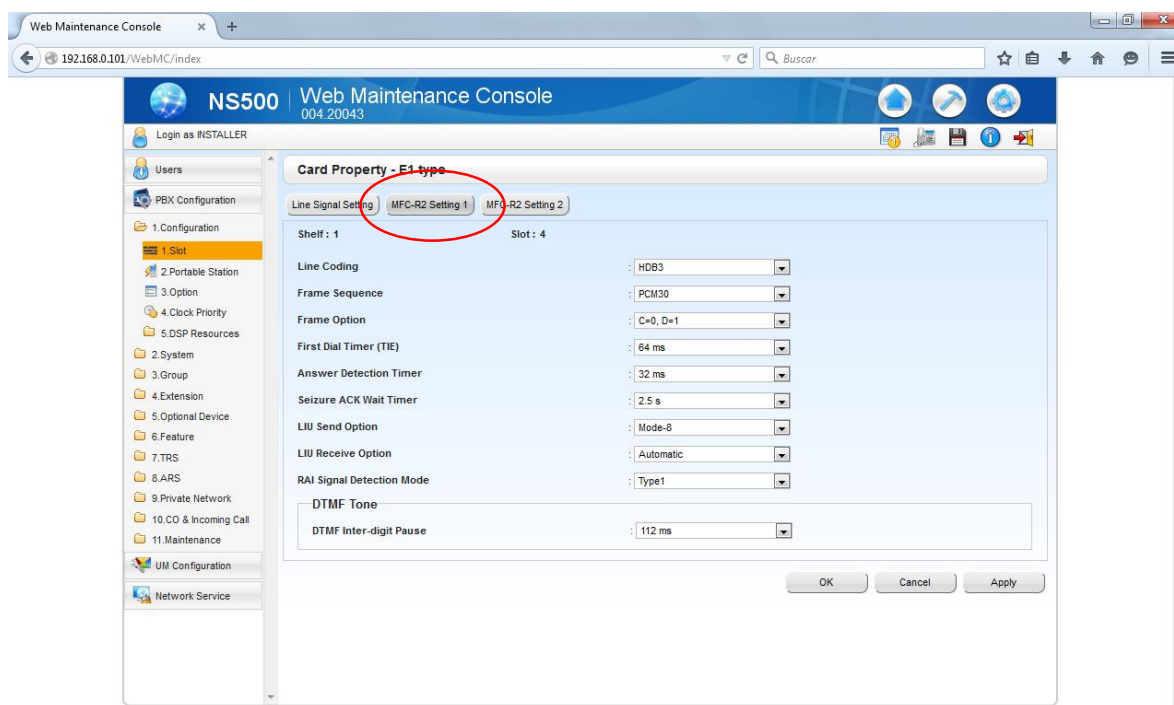 Web Maintenance Console × +
192.168.0.101/WebMC/index Buscar
NS500 Web Maintenance Console
004.20043
Login as INSTALLER
Users
PBX Configuration
1.Configuration
1.Slot
2.Portable Station
3.Option
4.Clock Priority
5.DSP Resources
2.System
3.Group
4.Extension
5.Optional Device
6.Feature
7.TRS
8.ARS
9.Private Network
10.CO & Incoming Call
11.Maintenance
UM Configuration
Network Service
Card Property - E1 type
Line Signal Setting MFC-R2 Setting 1 MFC-R2 Setting 2
Shelf : 1 Slot : 4
Line Coding : HDB3
Frame Sequence : PCM30
Frame Option : C=0, D=1
First Dial Timer (TIE) : 64 ms
Answer Detection Timer : 32 ms
Seizure ACK Wait Timer : 2.5 s
LIU Send Option : Mode-8
LIU Receive Option : Automatic
RAI Signal Detection Mode : Type1
DTMF Tone
DTMF Inter-digit Pause : 112 ms
OK Cancel Apply